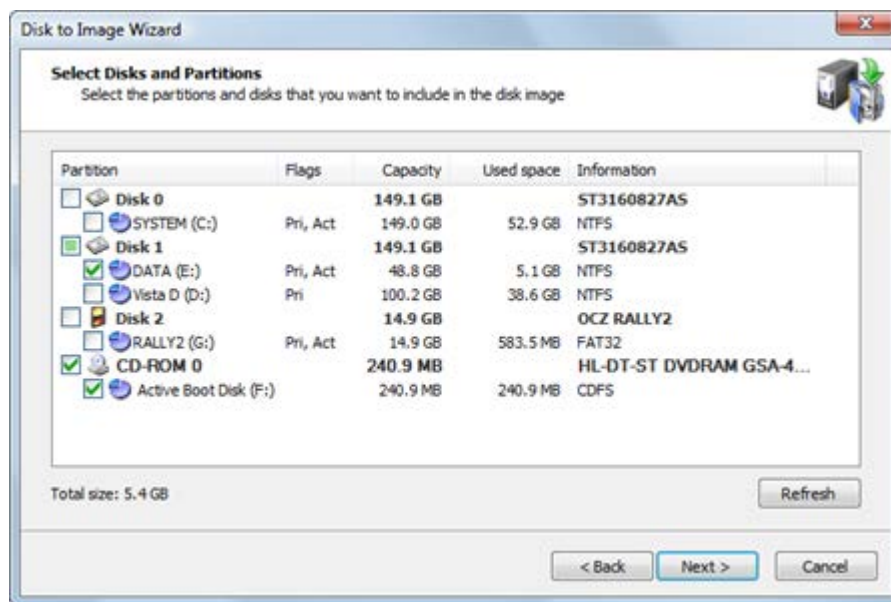 Disk to Image Wizard
Select Disks and Partitions
Select the partitions and disks that you want to include in the disk image
Partition Flags Capacity Used space Information
Disk 0 149.1 GB ST3160827AS
SYSTEM (C:) Pri, Act 149.0 GB 52.9 GB NTFS
Disk 1 149.1 GB ST3160827AS
DATA (E:) Pri, Act 48.8 GB 5.1 GB NTFS
Vista D (D:) Pri 100.2 GB 38.6 GB NTFS
Disk 2 14.9 GB OCZ RALLY2
RALLY2 (G:) Pri, Act 14.9 GB 583.5 MB FAT32
CD-ROM 0 240.9 MB HL-DT-ST DVDRAM GSA-4...
Active Boot Disk (F:) 240.9 MB 240.9 MB CDFS
Total size: 5.4 GB Refresh
< Back Next > Cancel